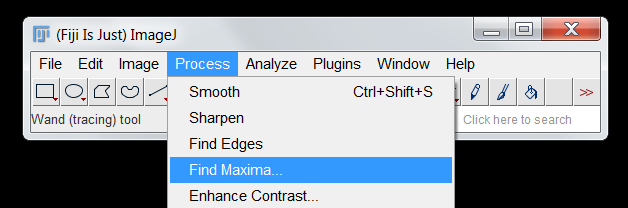 (Fiji Is Just) ImageJ
File Edit Image Process Analyze Plugins Window Help
>>
Smooth Ctrl+Shift+S
Wand (tracing) tool
Click here to search
Sharpen
Find Edges
Find Maxima...
Enhance Contrast...